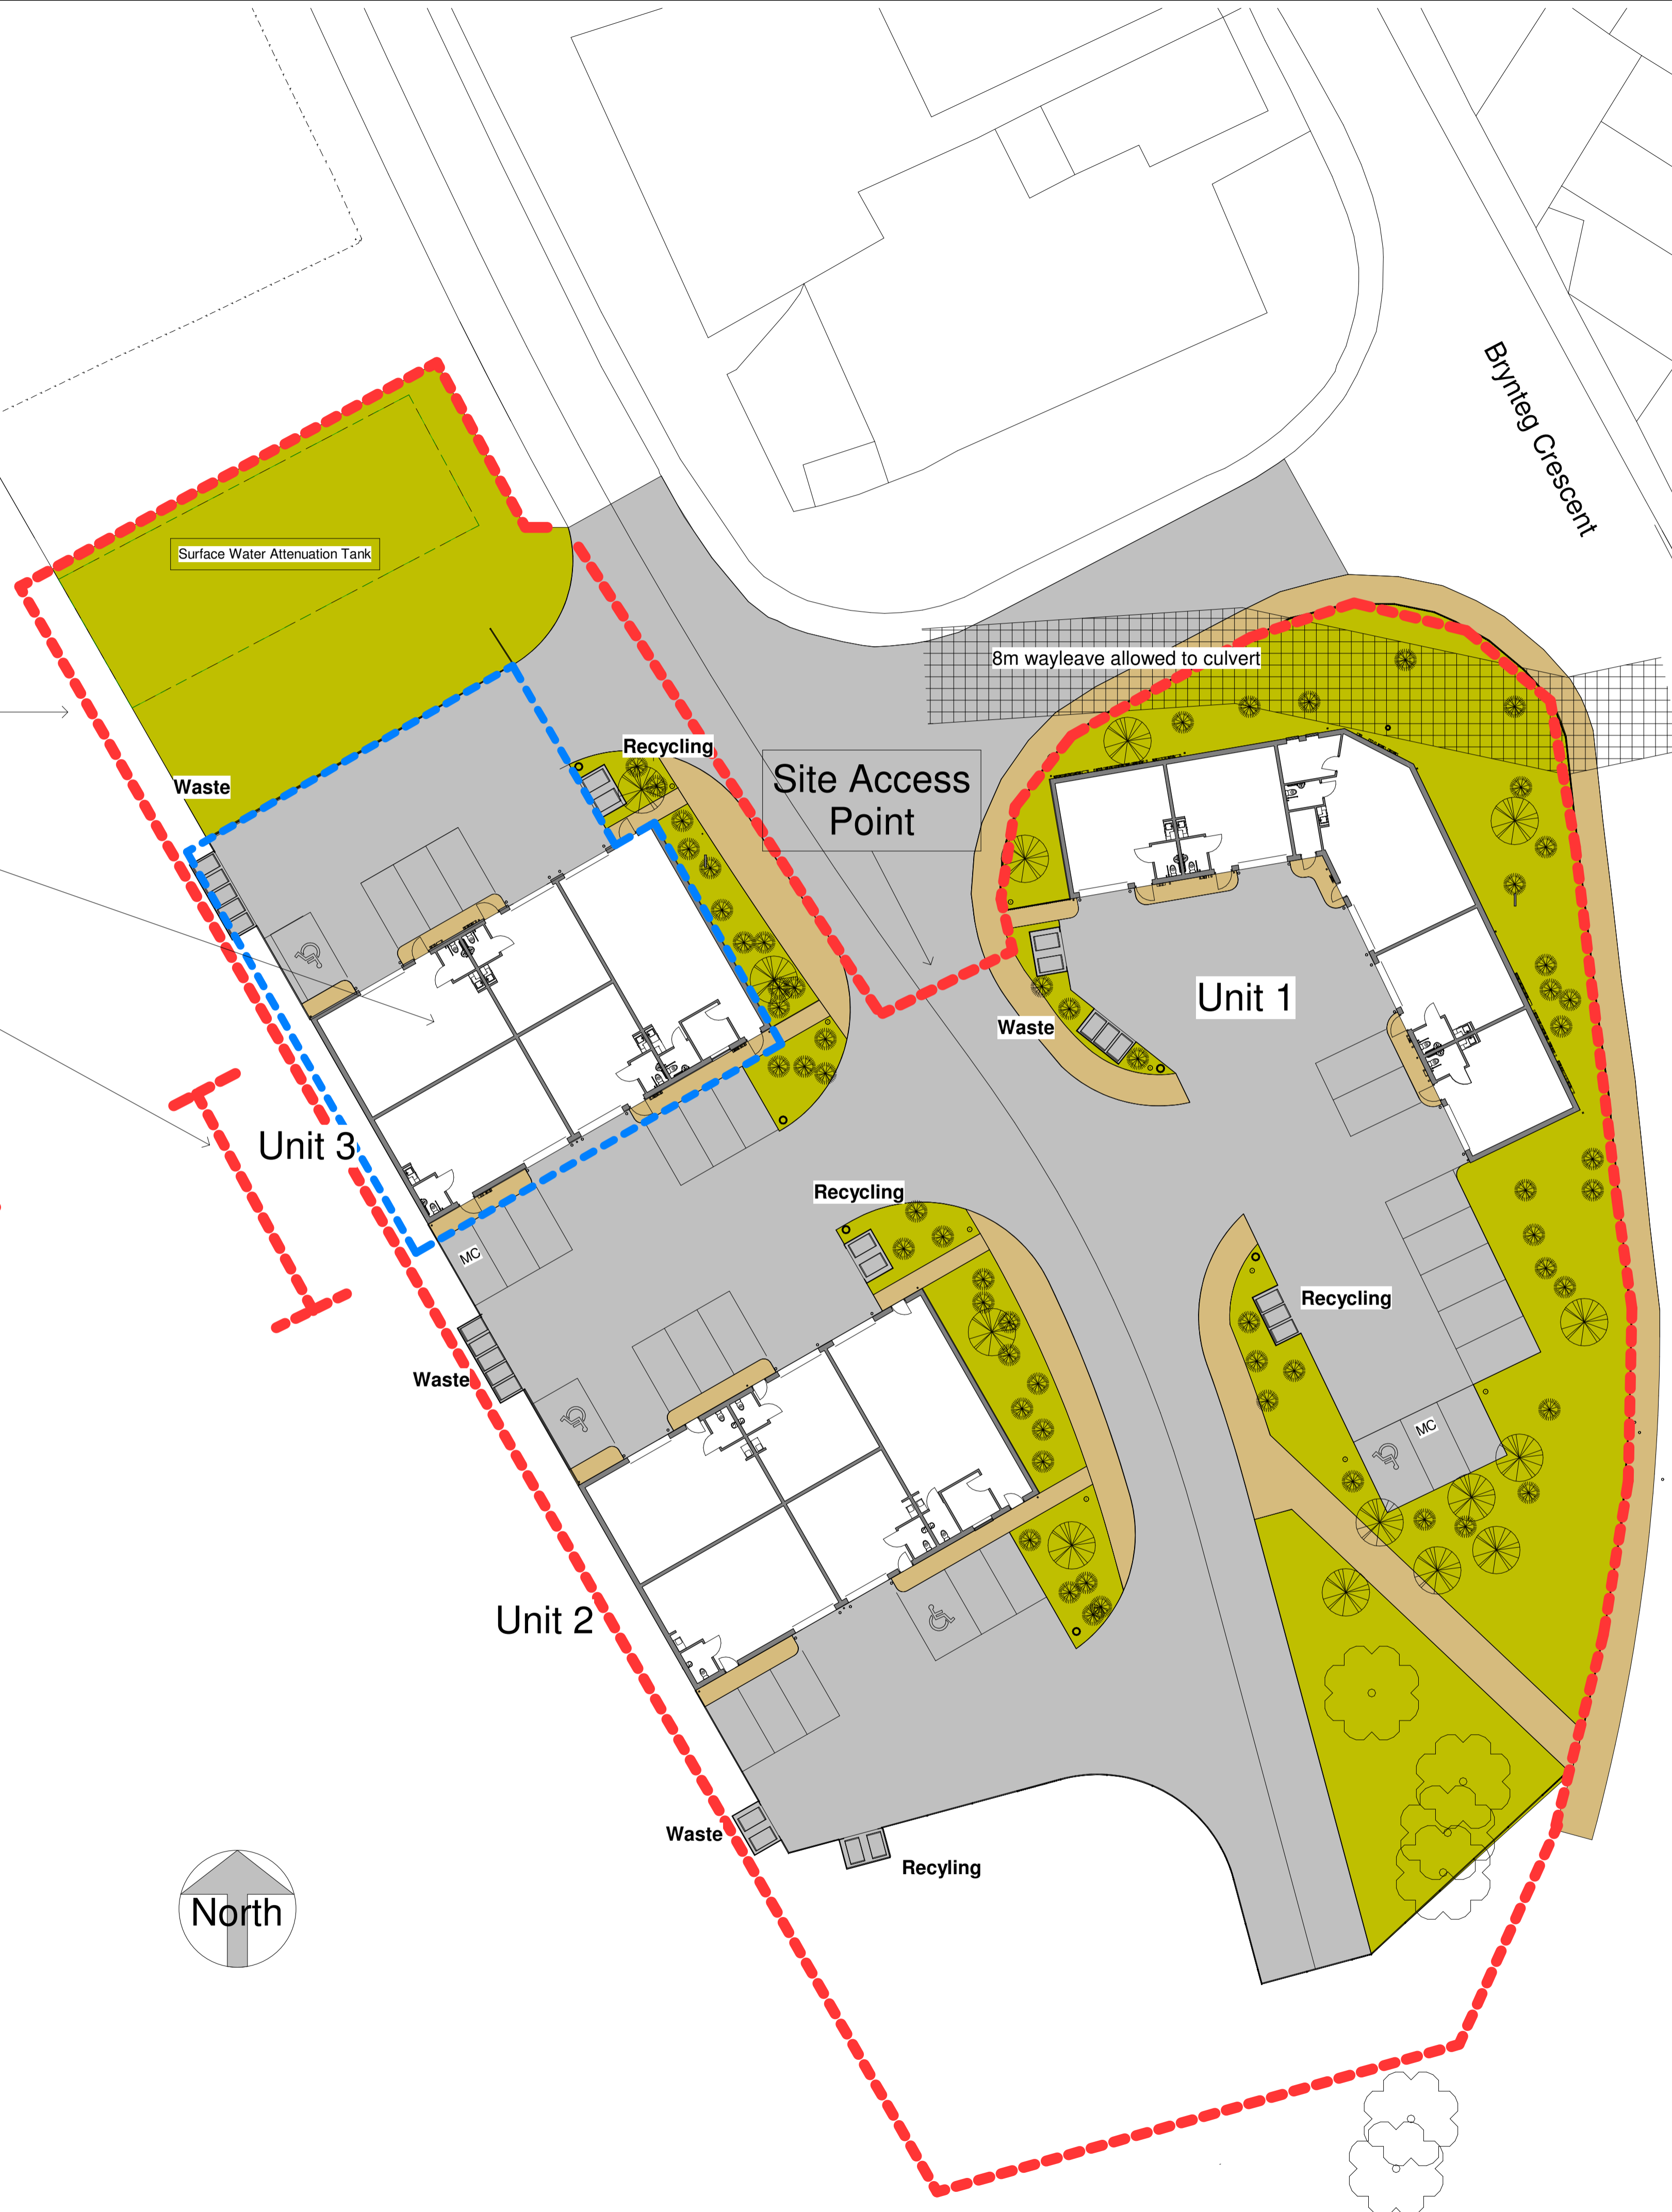 Brynteg Crescent
Surface Water Attenuation Tank
8m wayleave allowed to culvert
Recycling
Site Access
Point
Waste
Unit 1
Waste
Unit 3
Recycling
MC
Recycling
Waste
MC
Unit 2
Waste
Recyling
North